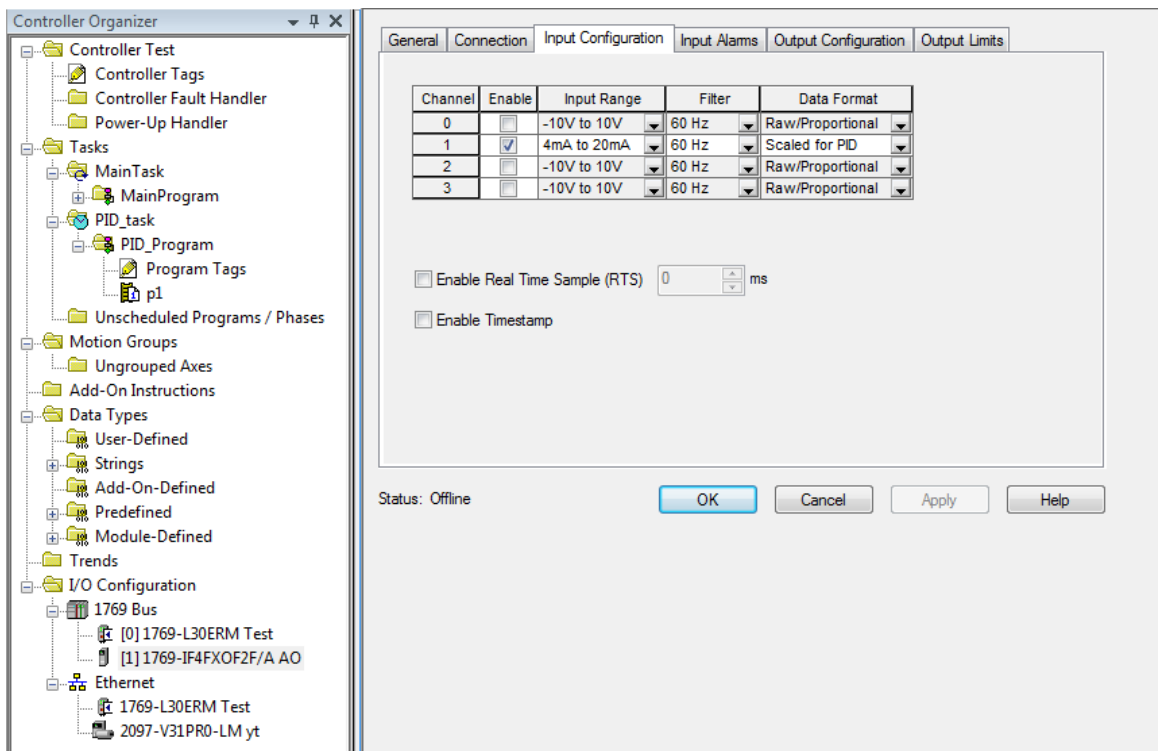 Controller Organizer
Controller Test
Controller Tags
Controller Fault Handler
Power-Up Handler
Tasks
MainTask
MainProgram
PID_task
PID_Program
Program Tags
p1
Unscheduled Programs / Phases
Motion Groups
Ungrouped Axes
Add-On Instructions
Data Types
User-Defined
Strings
Add-On-Defined
Predefined
Module-Defined
Trends
I/O Configuration
1769 Bus
[0] 1769-L30ERM Test
[1] 1769-IF4FXOF2F/A AO
Ethernet
1769-L30ERM Test
2097-V31PR0-LM yt
General Connection Input Configuration Input Alarms Output Configuration Output Limits
Channel Enable Input Range Filter Data Format
0 -10V to 10V 60 Hz Raw/Proportional
1 4mA to 20mA 60 Hz Scaled for PID
2 -10V to 10V 60 Hz Raw/Proportional
3 -10V to 10V 60 Hz Raw/Proportional
Enable Real Time Sample (RTS) 0 ms
Enable Timestamp
Status: Offline OK Cancel Apply Help